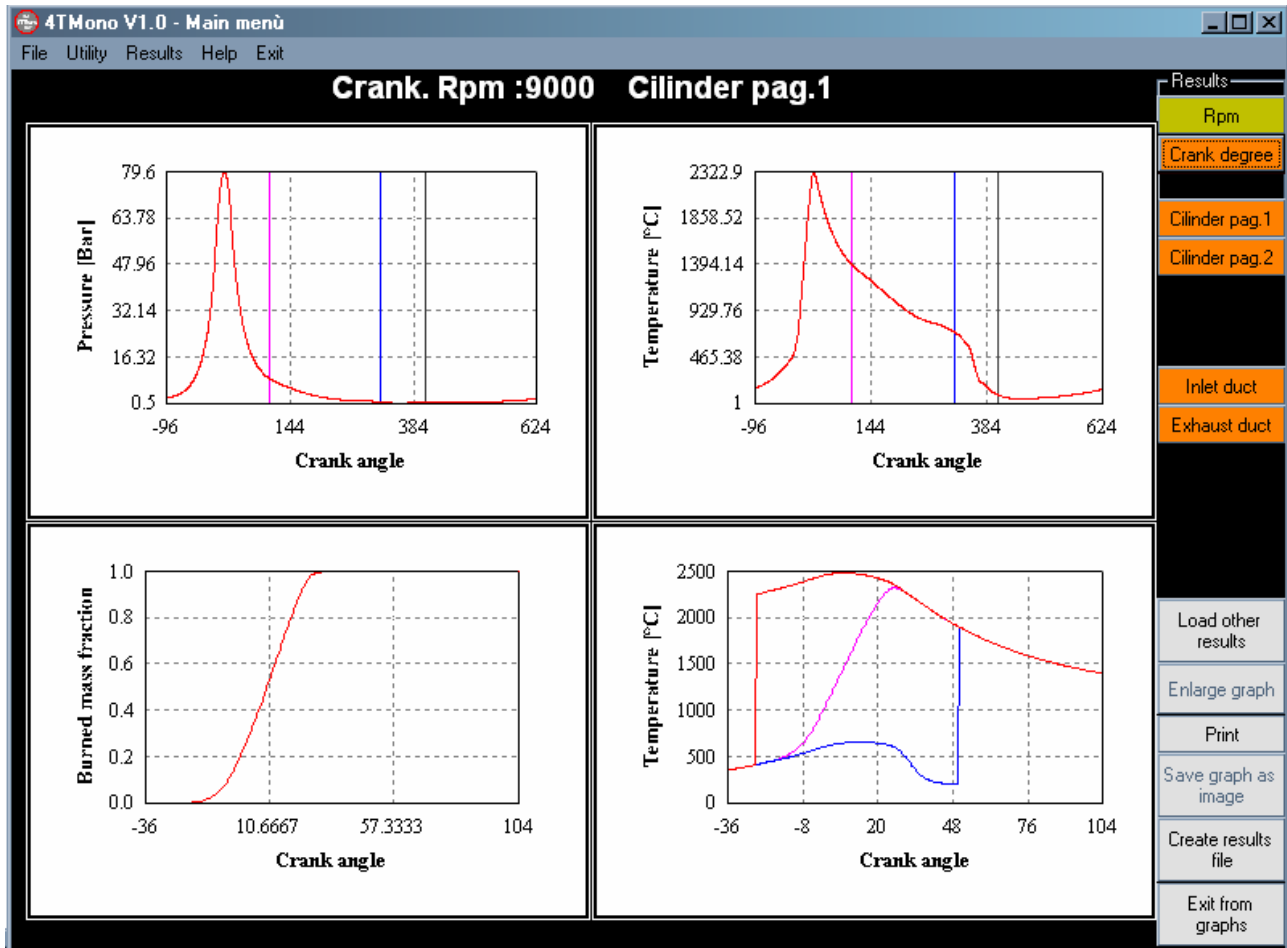 4TMono V1.0 - Main menù
File Utility Results Help Exit
Crank. Rpm :9000 Cilinder pag.1
79.6
63.78
47.96
32.14
16.32
0.5
Pressure [Bar]
-96 144 384 624
Crank angle
2322.9
1858.52
1394.14
929.76
465.38
1
Temperature [°C]
-96 144 384 624
Crank angle
1.0
0.8
0.6
0.4
0.2
0.0
Burned mass fraction
-36 10.6667 57.3333 104
Crank angle
2500
2000
1500
1000
500
0
Temperature [°C]
-36 -8 20 48 76 104
Crank angle
Results
Rpm
Crank degree
Cilinder pag.1
Cilinder pag.2
Inlet duct
Exhaust duct
Load other
results
Enlarge graph
Print
Save graph as
image
Create results
file
Exit from
graphs